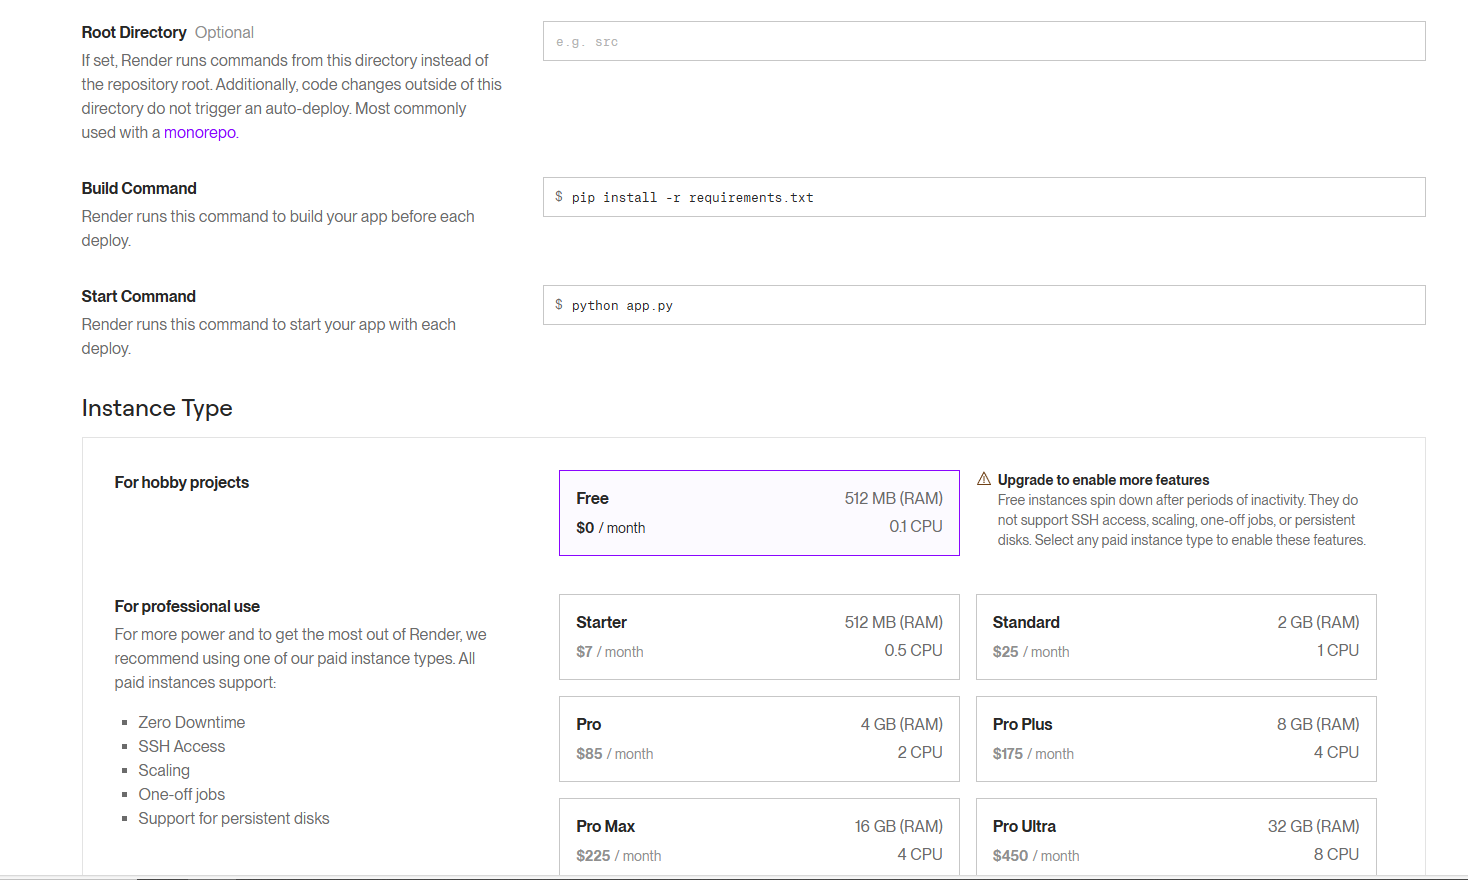 Root Directory Optional
If set, Render runs commands from this directory instead of
the repository root. Additionally, code changes outside of this
directory do not trigger an auto-deploy. Most commonly
used with a monorepo.
e.g. src
Build Command
Render runs this command to build your app before each
deploy.
$ pip install -r requirements.txt
Start Command
Render runs this command to start your app with each
deploy.
$ python app.py
Instance Type
For hobby projects
Free 512 MB (RAM)
$0 / month 0.1 CPU
Upgrade to enable more features
Free instances spin down after periods of inactivity. They do
not support SSH access, scaling, one-off jobs, or persistent
disks. Select any paid instance type to enable these features.
For professional use
For more power and to get the most out of Render, we
recommend using one of our paid instance types. All
paid instances support:
Zero Downtime
SSH Access
Scaling
One-off jobs
Support for persistent disks
Starter 512 MB (RAM)
$7 / month 0.5 CPU
Standard 2 GB (RAM)
$25 / month 1 CPU
Pro 4 GB (RAM)
$85 / month 2 CPU
Pro Plus 8 GB (RAM)
$175 / month 4 CPU
Pro Max 16 GB (RAM)
$225 / month 4 CPU
Pro Ultra 32 GB (RAM)
$450 / month 8 CPU